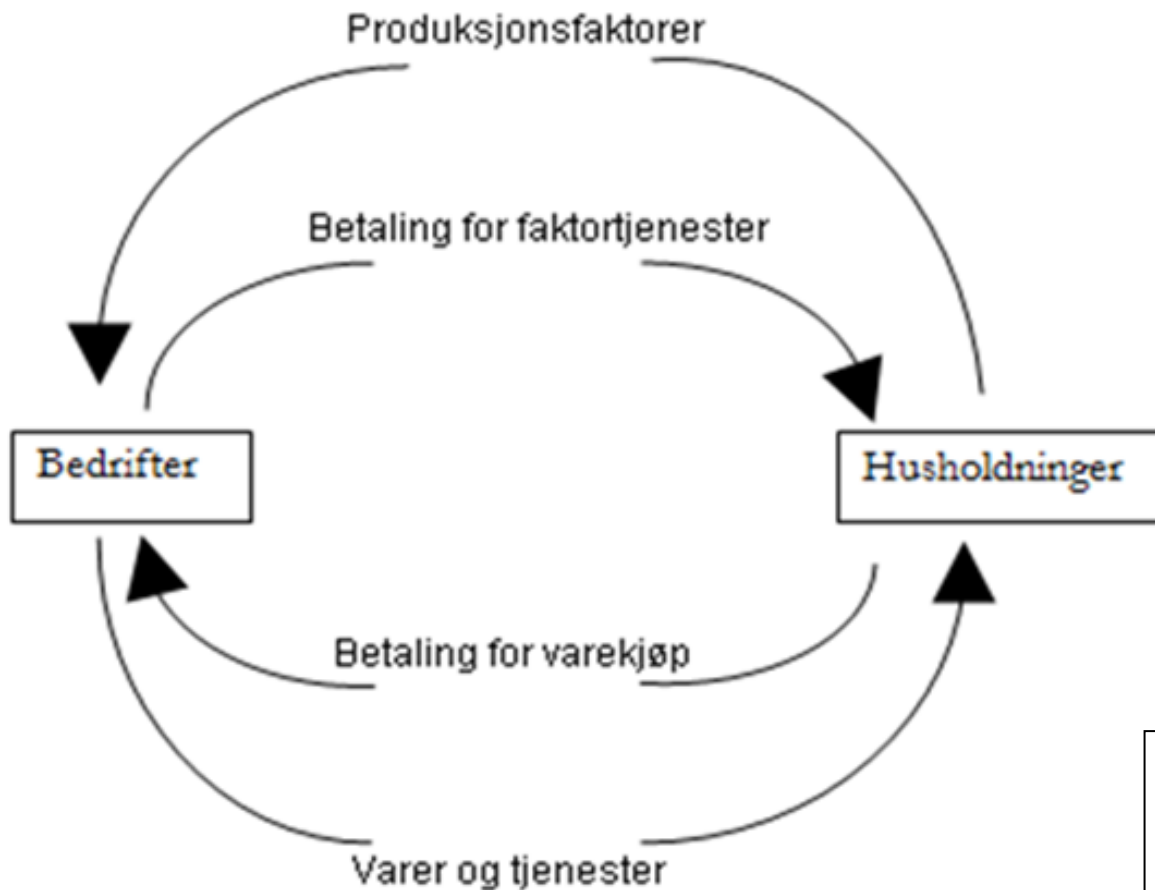 Produksjonsfaktorer
Betaling for faktortjenester
Bedrifter
Husholdninger
Betaling for varekjøp
Varer og tjenester